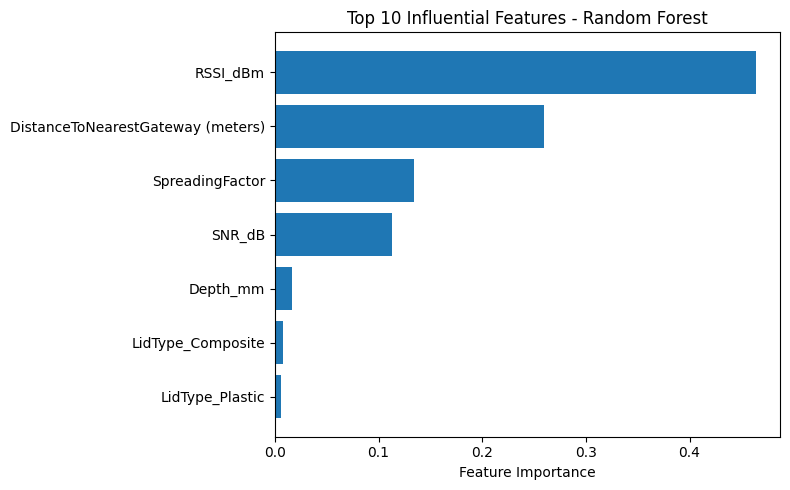 Top 10 Influential Features - Random Forest
RSSI_dBm
DistanceToNearestGateway (meters)
SpreadingFactor
SNR_dB
Depth_mm
LidType_Composite
LidType_Plastic
0.0 0.1 0.2 0.3 0.4
Feature Importance